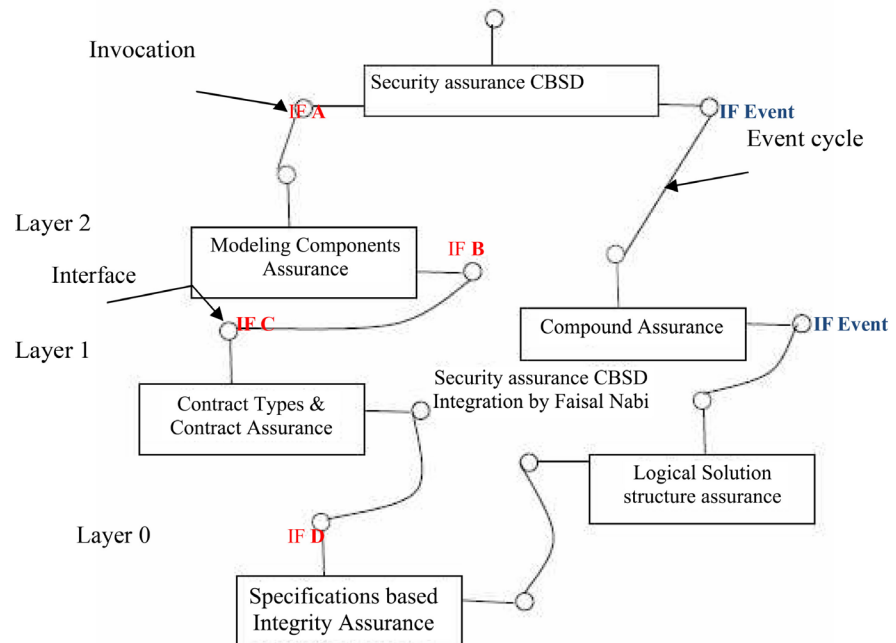 Invocation
Security assurance CBSD
IF A
IF Event
Event cycle
Layer 2
Modeling Components
Assurance
IF B
Interface
IF C
Compound Assurance
IF Event
Layer 1
Security assurance CBSD
Integration by Faisal Nabi
Contract Types &
Contract Assurance
Logical Solution
structure assurance
Layer 0
IF D
Specifications based
Integrity Assurance